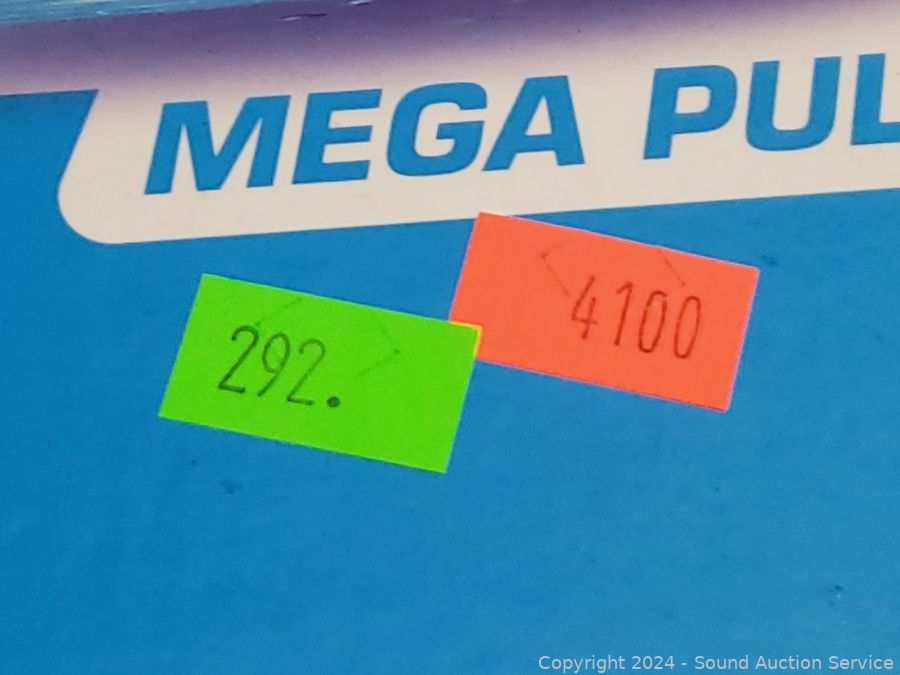 MEGA PUL
4100
292.
Copyright 2024 - Sound Auction Service